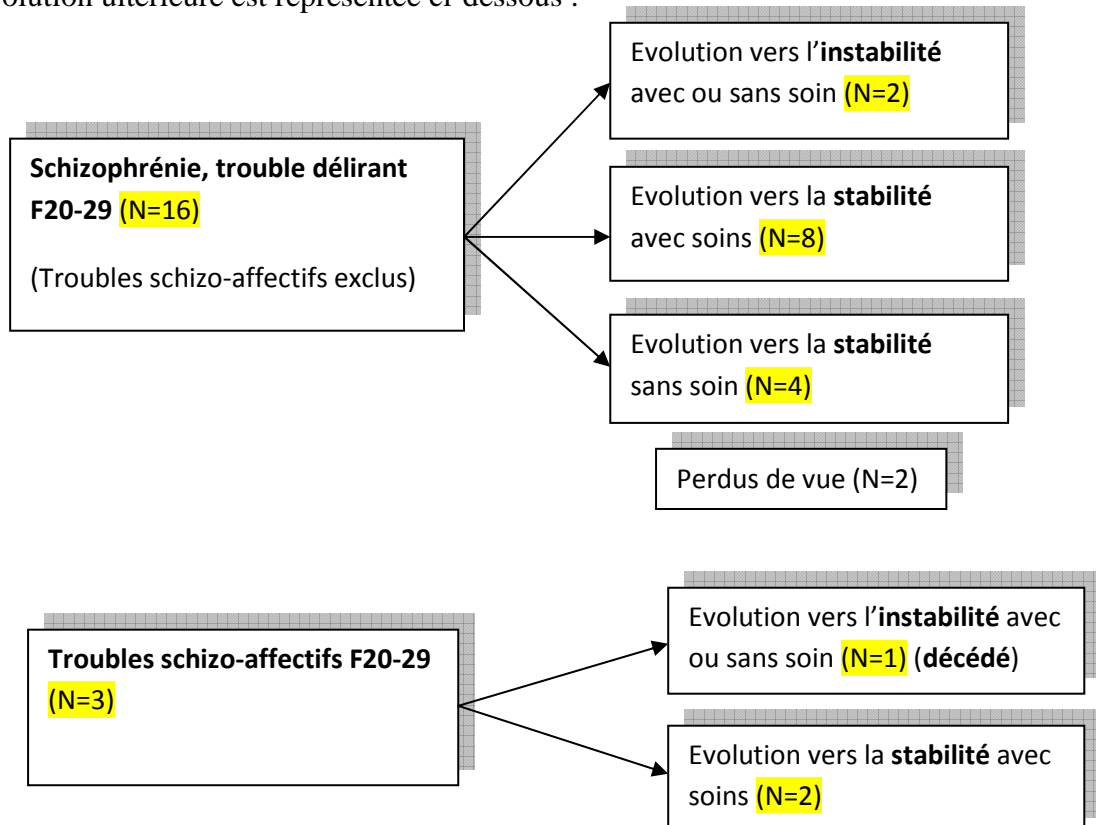 olution ultérieure est représentée ci-dessous :
Evolution vers l'instabilité
avec ou sans soin (N=2)
Schizophrénie, trouble délirant
F20-29 (N=16)
(Troubles schizo-affectifs exclus)
Evolution vers la stabilité
avec soins (N=8)
Evolution vers la stabilité
sans soin (N=4)
Perdus de vue (N=2)
Troubles schizo-affectifs F20-29
(N=3)
Evolution vers l'instabilité avec
ou sans soin (N=1) (décédé)
Evolution vers la stabilité avec
soins (N=2)